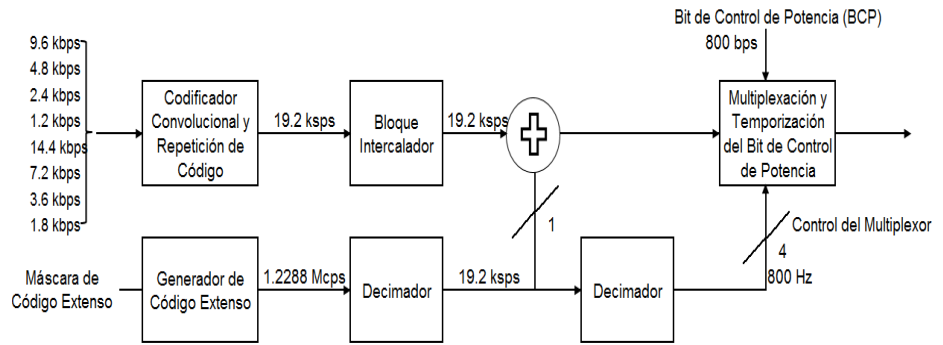 Bit de Control de Potencia (BCP)
800 bps
9.6 kbps
4.8 kbps
2.4 kbps
1.2 kbps
14.4 kbps
7.2 kbps
3.6 kbps
1.8 kbps
Codificador
Convolucional y
Repetición de
Código
19.2 ksps
Bloque
Intercalador
19.2 ksps
Multiplexación y
Temporización
del Bit de Control
de Potencia
1
Control del Multiplexor
4
800 Hz
Máscara de
Código Extenso
Generador de
Código Extenso
1.2288 Mcps
Decimador
19.2 ksps
Decimador